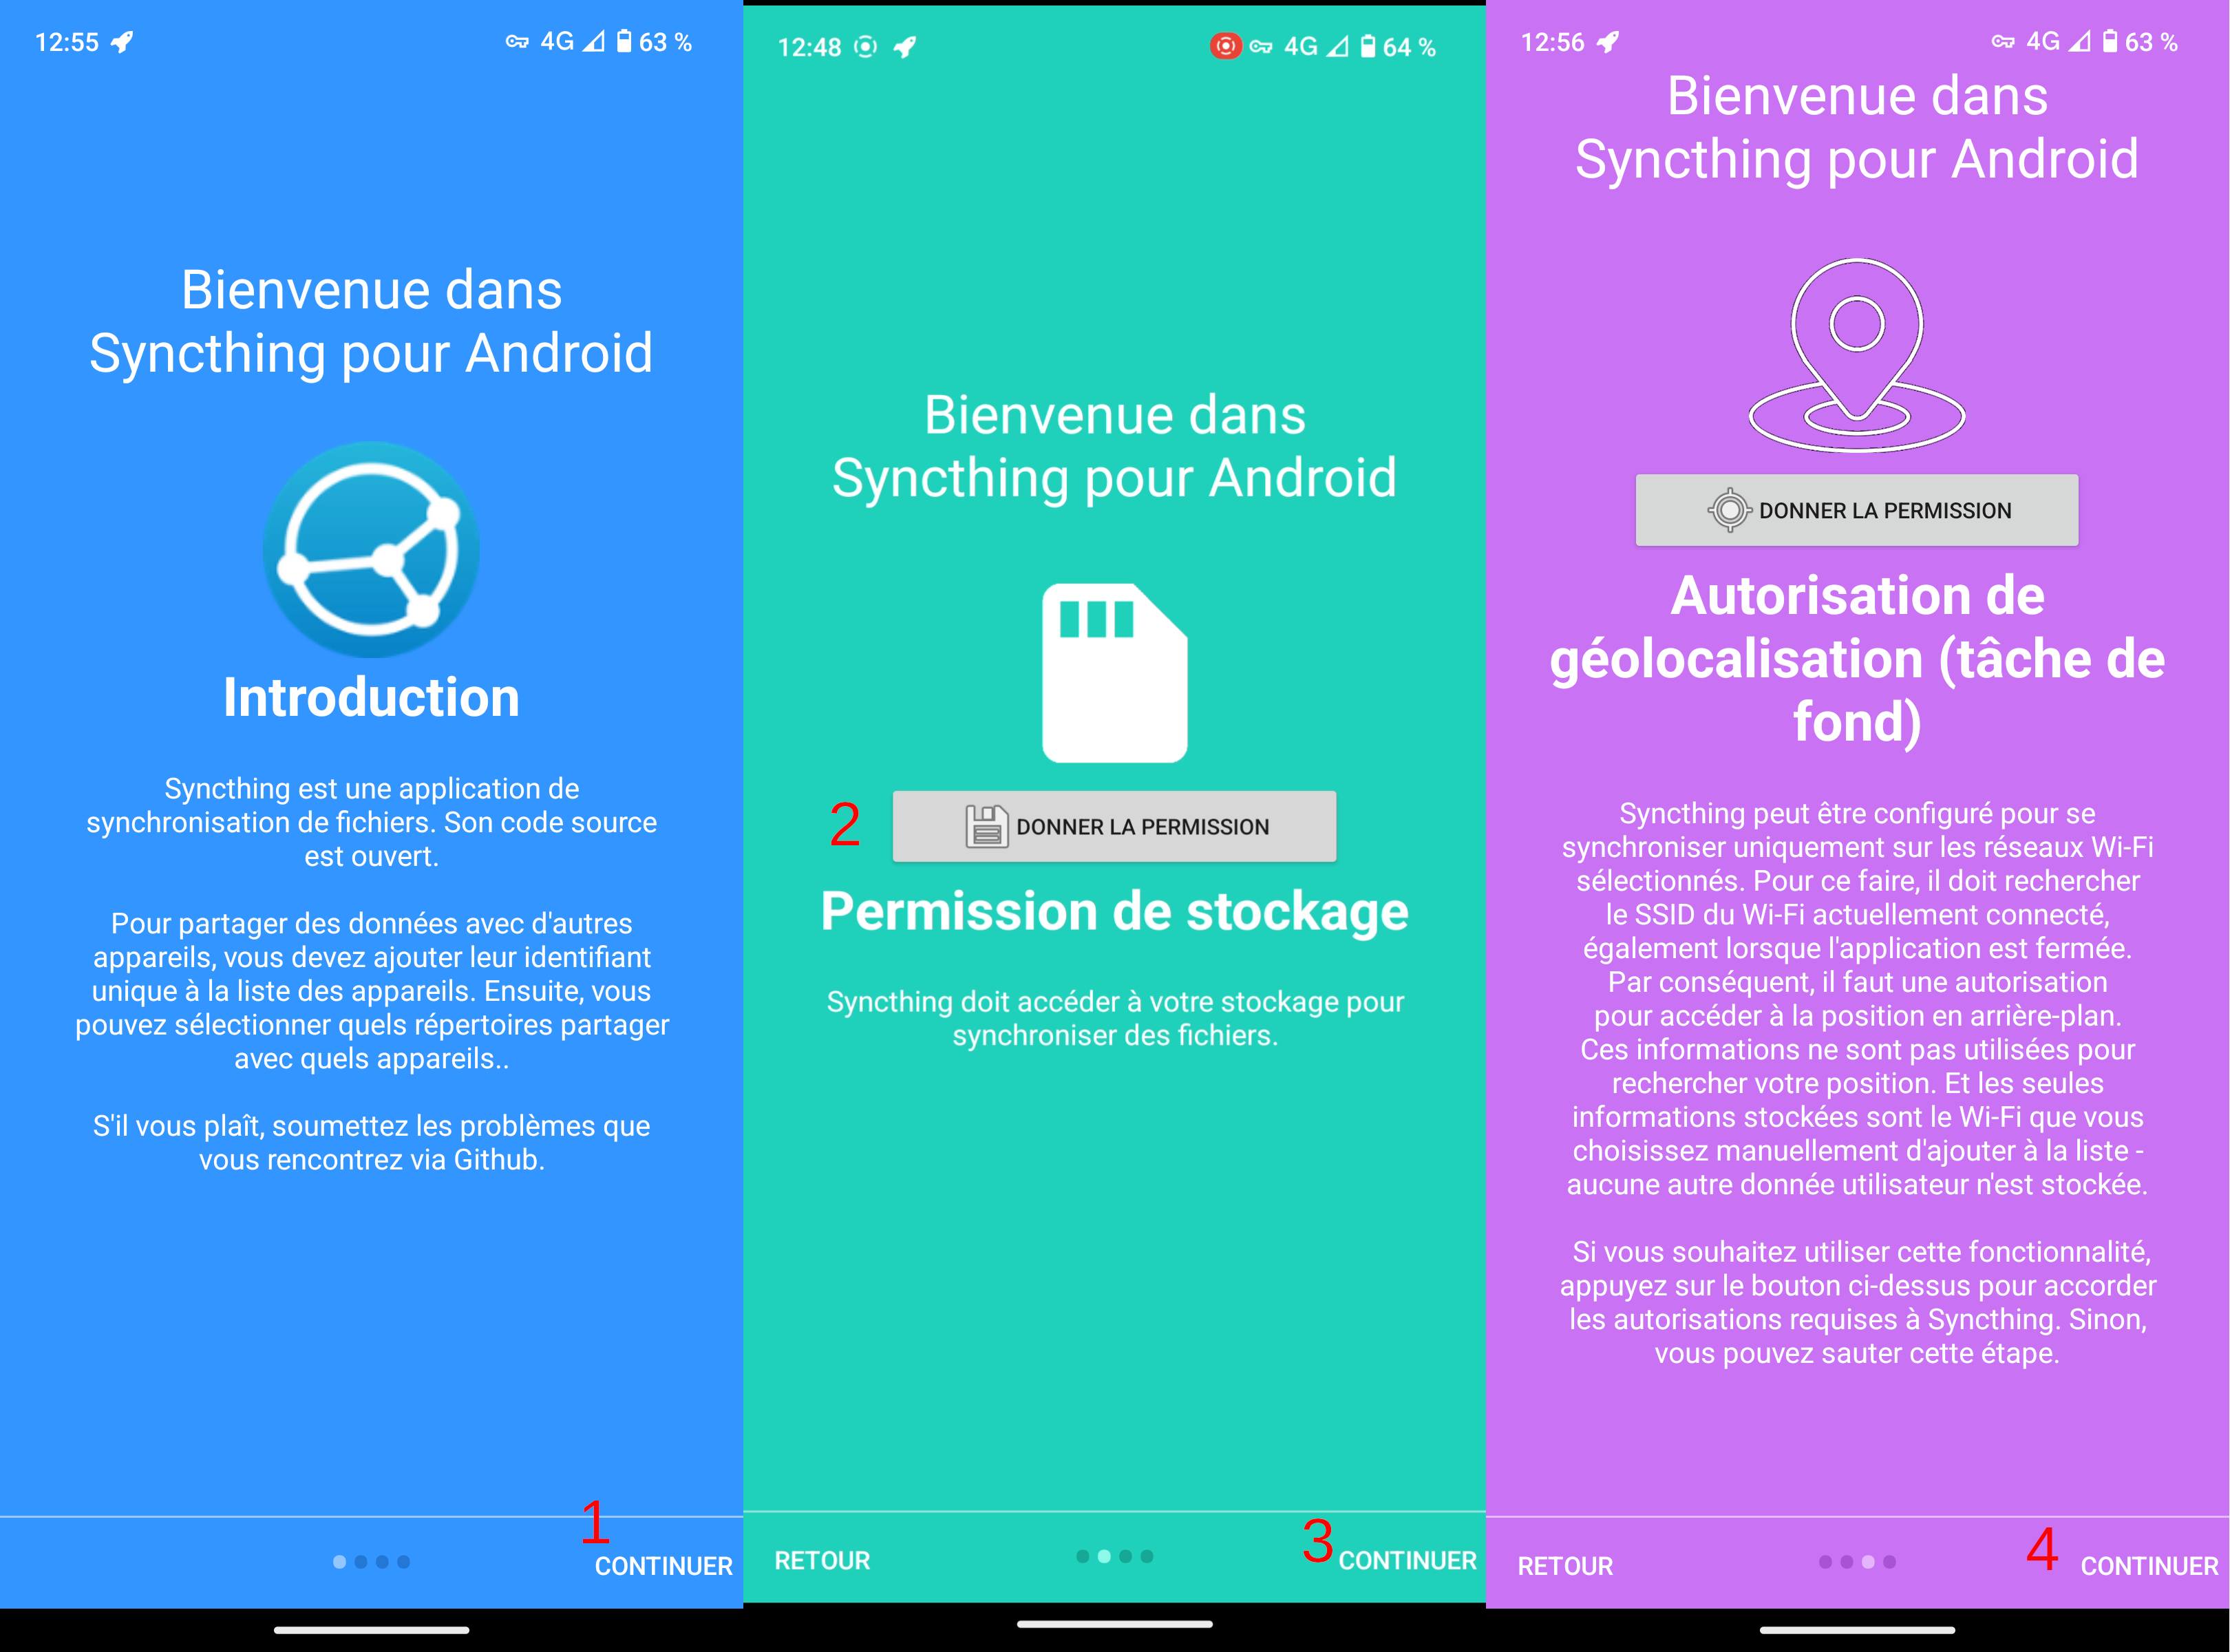 12:55
4G 63 %
Bienvenue dans
Syncthing pour Android
Introduction
Syncthing est une application de
synchronisation de fichiers. Son code source
est ouvert.
Pour partager des données avec d'autres
appareils, vous devez ajouter leur identifiant
unique à la liste des appareils. Ensuite, vous
pouvez sélectionner quels répertoires partager
avec quels appareils..
S'il vous plaît, soumettez les problèmes que
vous rencontrez via Github.
1
CONTINUER
12:48
4G 64 %
Bienvenue dans
Syncthing pour Android
2
DONNER LA PERMISSION
Permission de stockage
Syncthing doit accéder à votre stockage pour
synchroniser des fichiers.
RETOUR
3
CONTINUER
12:56
4G 63 %
Bienvenue dans
Syncthing pour Android
DONNER LA PERMISSION
Autorisation de
géolocalisation (tâche de
fond)
Syncthing peut être configuré pour se
synchroniser uniquement sur les réseaux Wi-Fi
sélectionnés. Pour ce faire, il doit rechercher
le SSID du Wi-Fi actuellement connecté,
également lorsque l'application est fermée.
Par conséquent, il faut une autorisation
pour accéder à la position en arrière-plan.
Ces informations ne sont pas utilisées pour
rechercher votre position. Et les seules
informations stockées sont le Wi-Fi que vous
choisissez manuellement d'ajouter à la liste -
aucune autre donnée utilisateur n'est stockée.
Si vous souhaitez utiliser cette fonctionnalité,
appuyez sur le bouton ci-dessus pour accorder
les autorisations requises à Syncthing. Sinon,
vous pouvez sauter cette étape.
RETOUR
4
CONTINUER